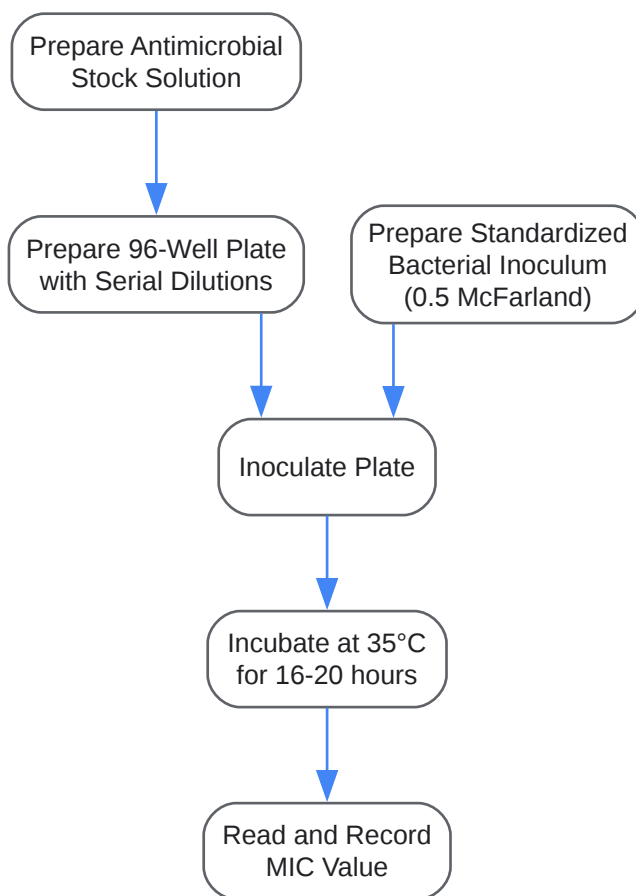 Prepare Antimicrobial
Stock Solution
Prepare 96-Well Plate
with Serial Dilutions
Prepare Standardized
Bacterial Inoculum
(0.5 McFarland)
Inoculate Plate
Incubate at 35°C
for 16-20 hours
Read and Record
MIC Value